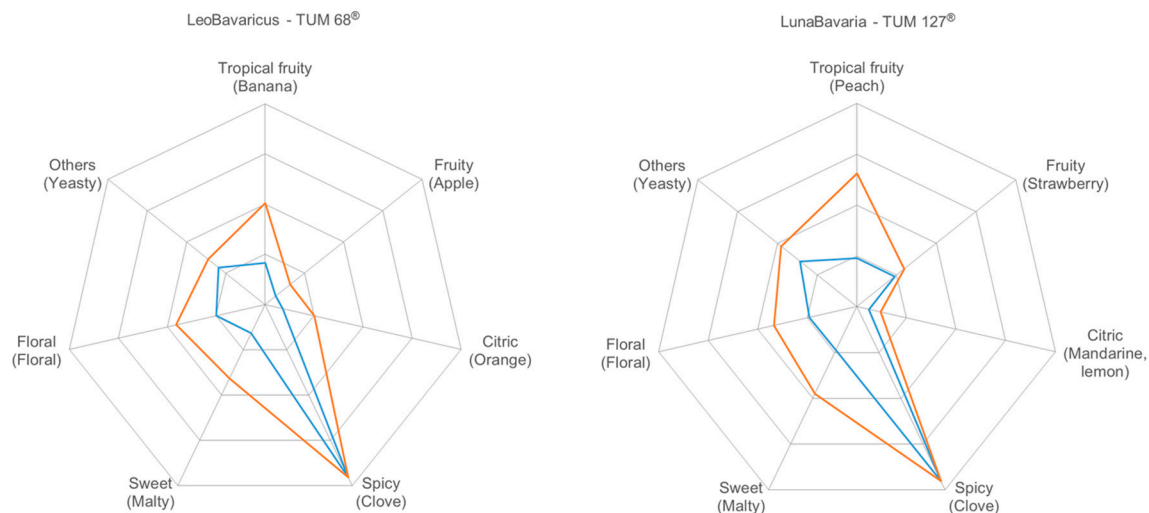 LeoBavaricus - TUM 68®
Tropical fruity
(Banana)
Fruity
(Apple)
Citric
(Orange)
Spicy
(Clove)
Sweet
(Malty)
Floral
(Floral)
Others
(Yeasty)
LunaBavaria - TUM 127®
Tropical fruity
(Peach)
Fruity
(Strawberry)
Citric
(Mandarine,
lemon)
Spicy
(Clove)
Sweet
(Malty)
Floral
(Floral)
Others
(Yeasty)